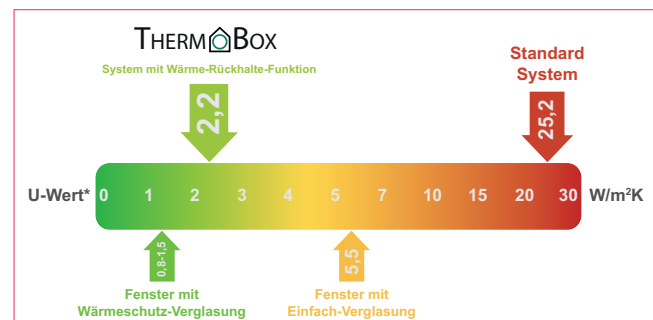 THERMOBOX
System mit Wärme-Rückhalte-Funktion
2,2
Standard
System
25,2
U-Wert* 0 1 2 3 4 5 7 10 15 20 30 W/m²K
0,8-1,5
Fenster mit
Wärmeschutz-Verglasung
5,5
Fenster mit
Einfach-Verglasung